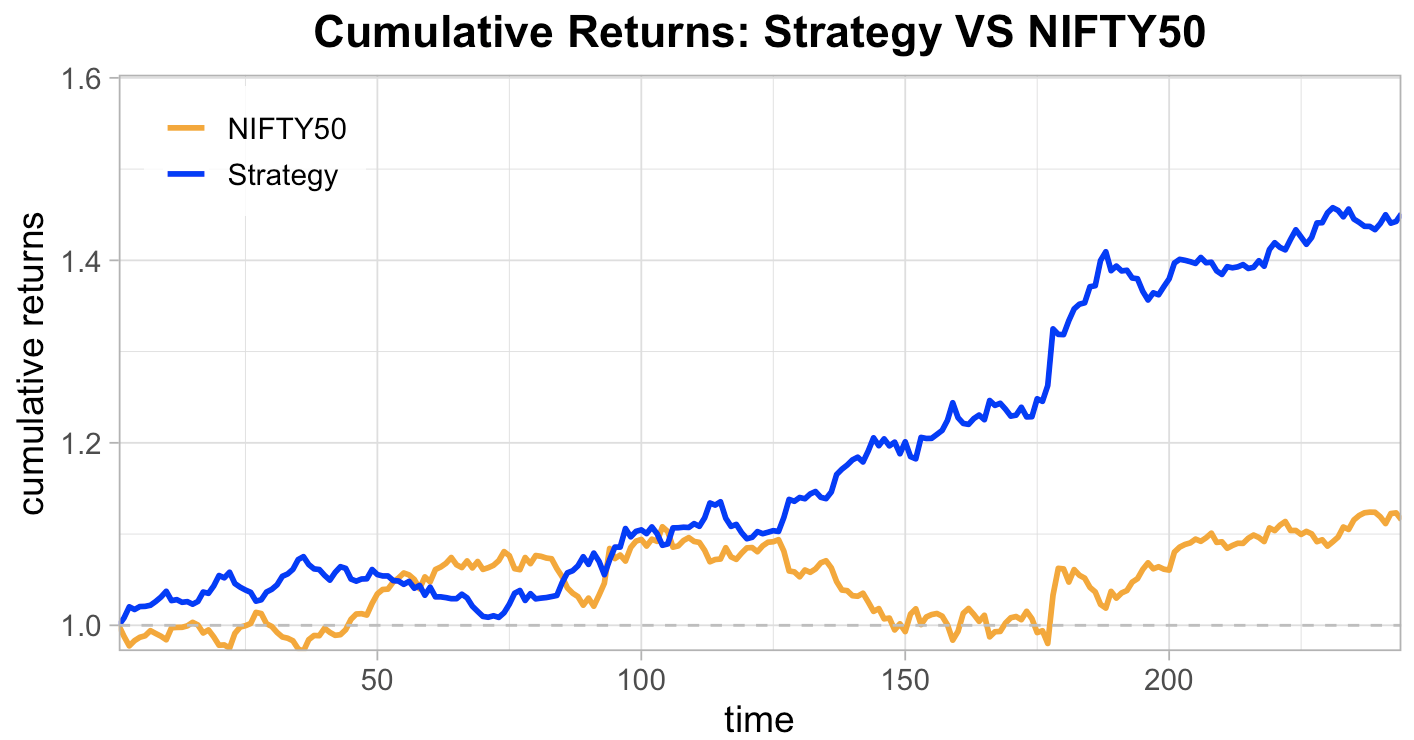 Cumulative Returns: Strategy VS NIFTY50
1.6
NIFTY50
Strategy
cumulative returns
1.4
1.2
1.0
50 100 150 200
time